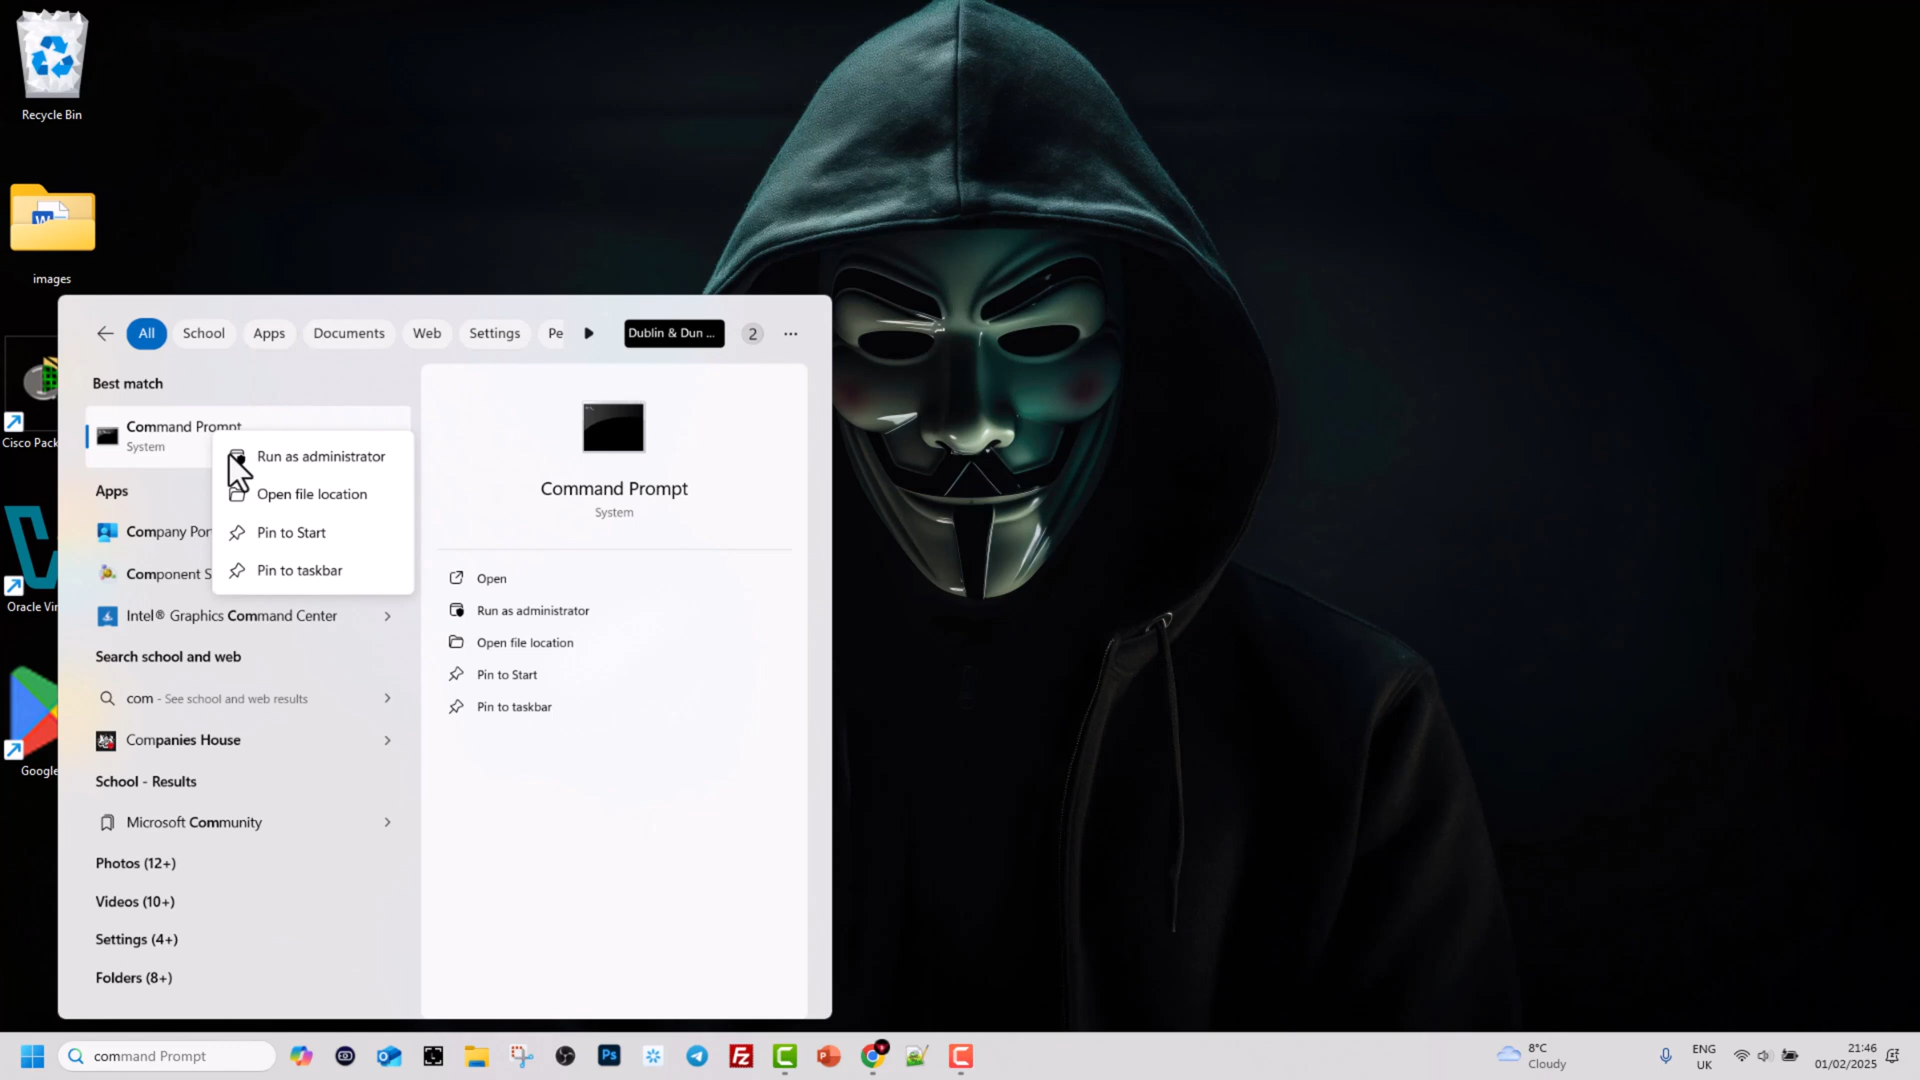 Recycle Bin
images
Cisco Pack
Oracle Vir
Google
All
School
Apps
Documents
Web
Settings
Pe
Dublin & Dun ...
2
Best match
Command Prompt
System
Run as administrator
Open file location
Pin to Start
Pin to taskbar
Apps
Company Por
Component S
Intel® Graphics Command Center
Search school and web
com - See school and web results
Companies House
School - Results
Microsoft Community
Photos (12+)
Videos (10+)
Settings (4+)
Folders (8+)
Command Prompt
System
Open
Run as administrator
Open file location
Pin to Start
Pin to taskbar
command Prompt
Ps
Fz
P
8°C
Cloudy
ENG
UK
21:46
01/02/2025